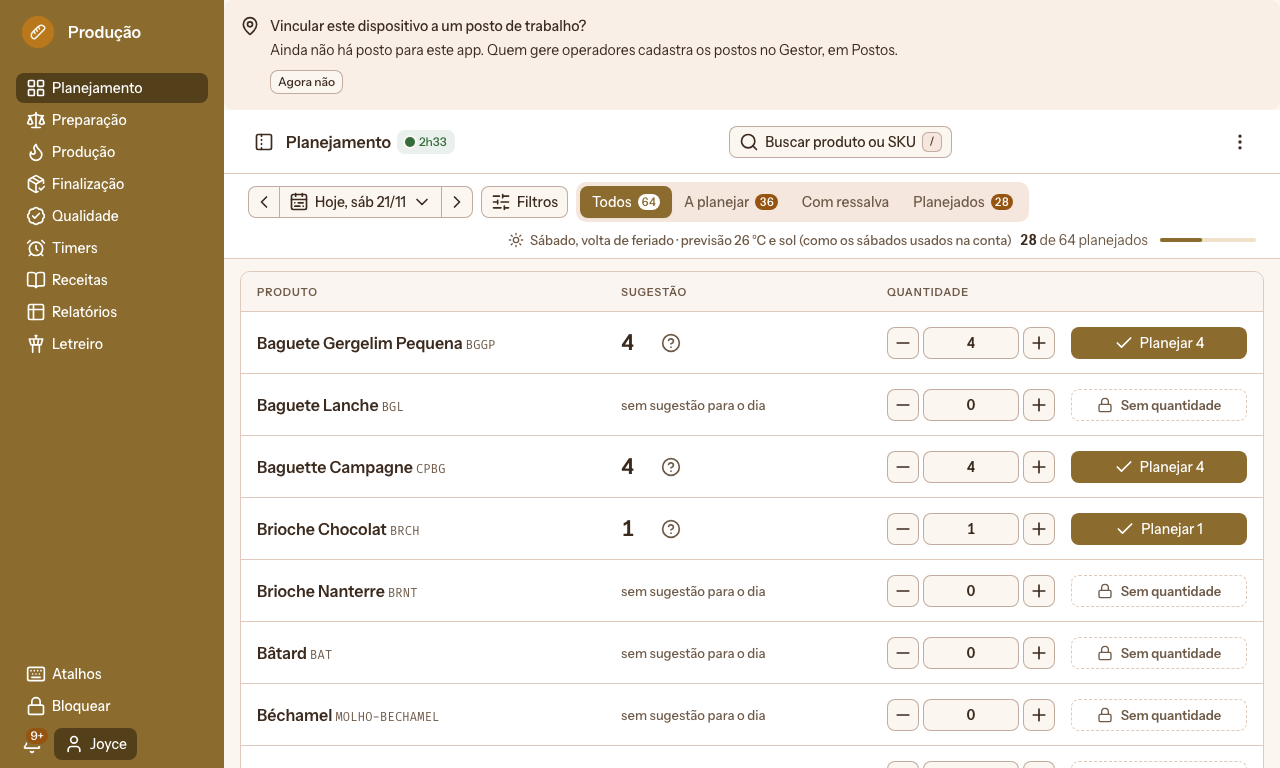 Produção
Planejamento
Preparação
Produção
Finalização
Qualidade
Timers
Receitas
Relatórios
Letreiro
Atalhos
Bloquear
9+
Joyce
Vincular este dispositivo a um posto de trabalho?
Ainda não há posto para este app. Quem gere operadores cadastra os postos no Gestor, em Postos.
Agora não
Planejamento 2h33
Buscar produto ou SKU /
Hoje, sáb 21/11
Filtros
Todos 64 A planejar 36 Com ressalva Planejados 28
Sábado, volta de feriado · previsão 26 °C e sol (como os sábados usados na conta) 28 de 64 planejados
PRODUTO SUGESTÃO QUANTIDADE
Baguete Gergelim Pequena BGGP 4 4 Planejar 4
Baguete Lanche BGL sem sugestão para o dia 0 Sem quantidade
Baguette Campagne CPBG 4 4 Planejar 4
Brioche Chocolat BRCH 1 1 Planejar 1
Brioche Nanterre BRNT sem sugestão para o dia 0 Sem quantidade
Bâtard BAT sem sugestão para o dia 0 Sem quantidade
Béchamel MOLHO-BECHAMEL sem sugestão para o dia 0 Sem quantidade